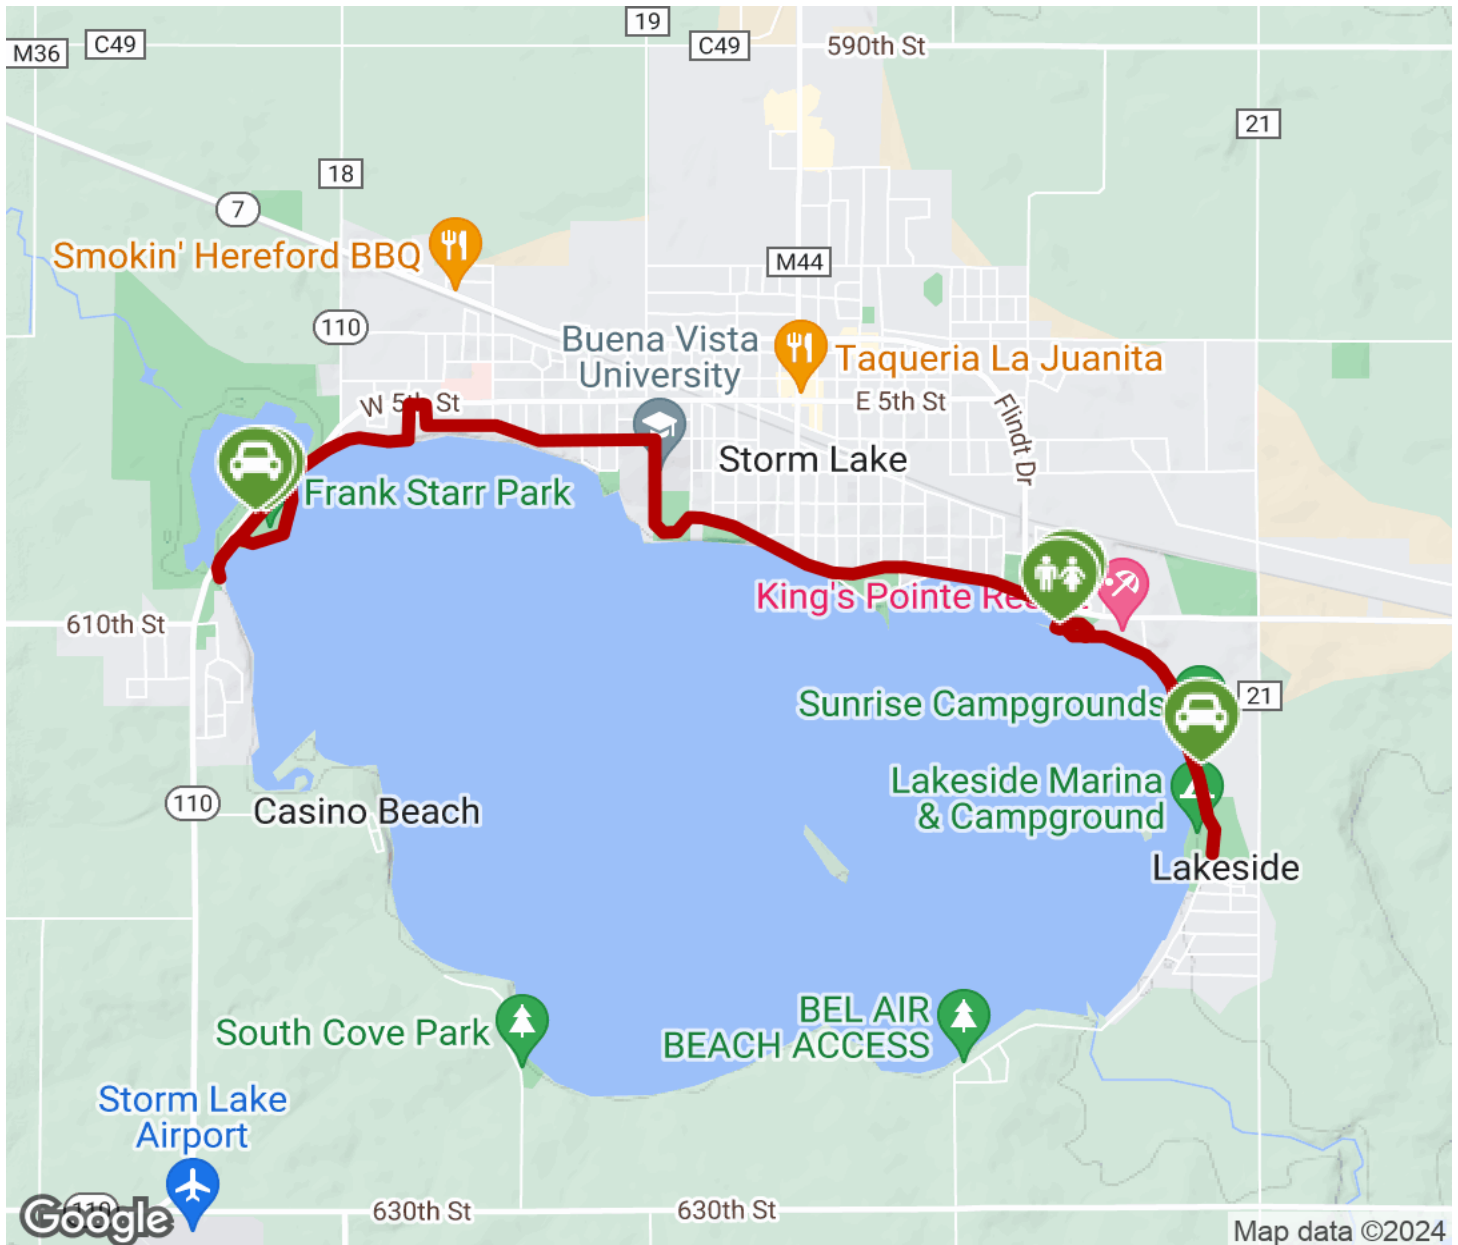 19
M36
C49
C49
590th St
21
18
7
Smokin' Hereford BBQ
M44
110
Buena Vista
University
Taqueria La Juanita
W 5th St
E 5th St
Flindt Dr
Storm Lake
Frank Starr Park
King's Pointe
610th St
Sunrise Campgrounds
21
Lakeside Marina
& Campground
110
Casino Beach
Lakeside
South Cove Park
BEL AIR
BEACH ACCESS
Storm Lake
Airport
110
Google
630th St
630th St
Map data ©2024